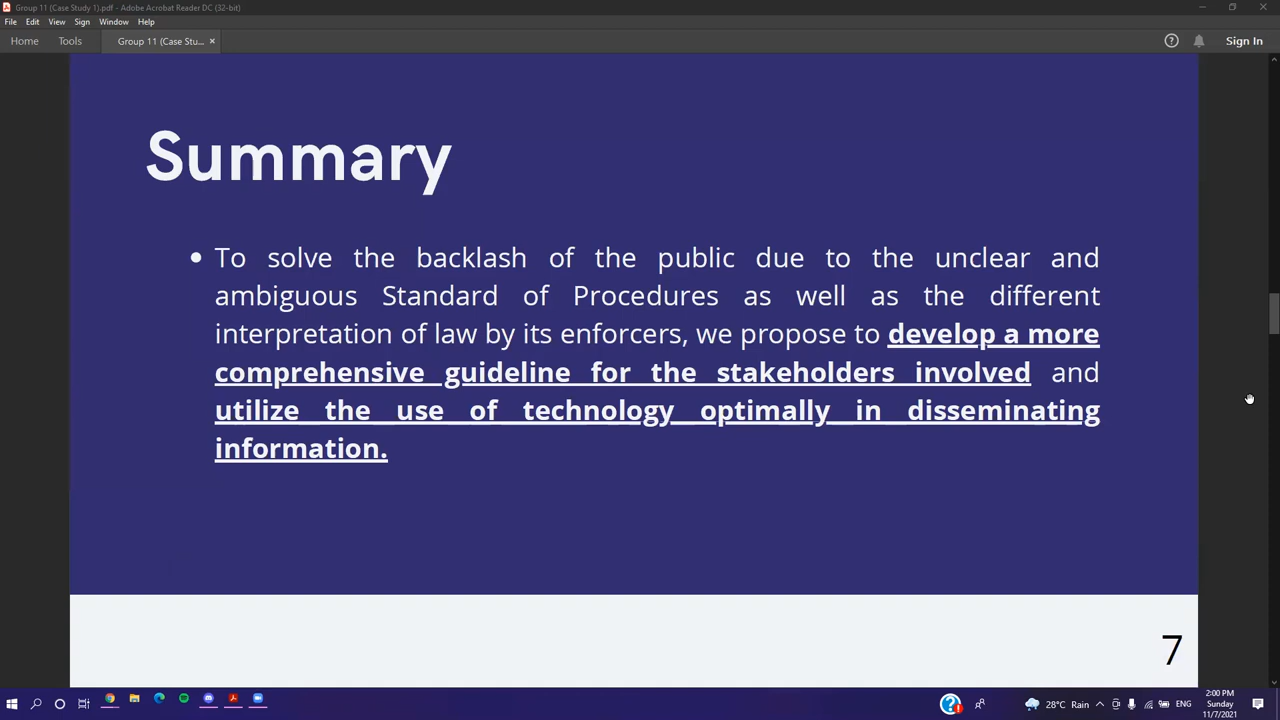 Group 11 (Case Study 1).pdf - Adobe Acrobat Reader DC (32-bit)
File Edit View Sign Window Help
Home Tools Group 11 (Case Stu... × Sign In
Summary
• To solve the backlash of the public due to the unclear and
ambiguous Standard of Procedures as well as the different
interpretation of law by its enforcers, we propose to develop a more
comprehensive guideline for the stakeholders involved and
utilize the use of technology optimally in disseminating
information.
7
28°C Rain ENG 2:00 PM
Sunday
11/7/2021